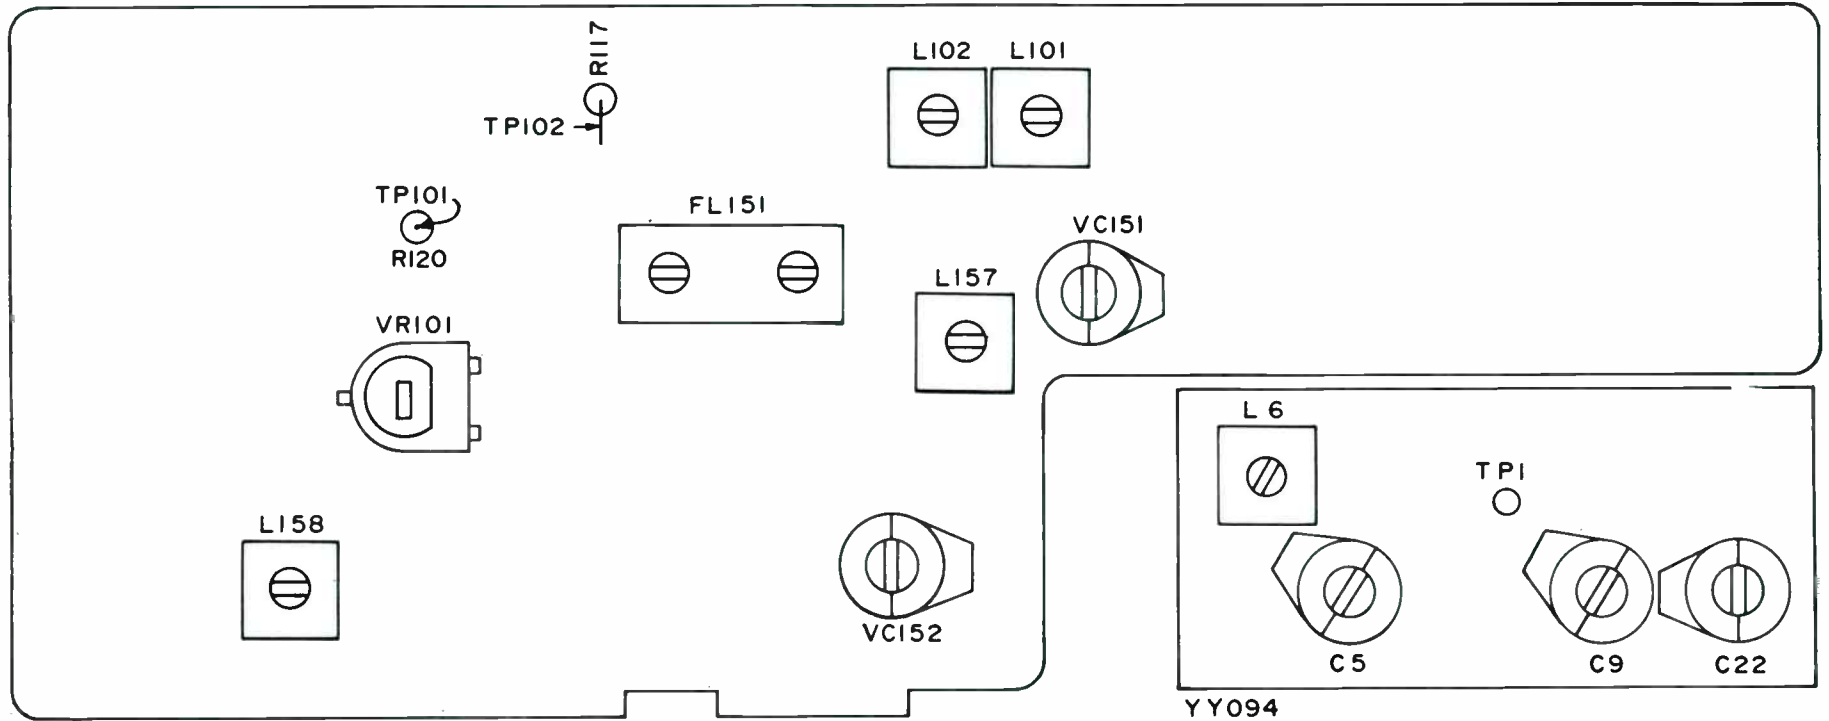 R117
L102 L101
TP102
TP101
R120
FL151
VC151
L157
VR101
L6
TP1
L158
VC152
C5 C9 C22
YY094